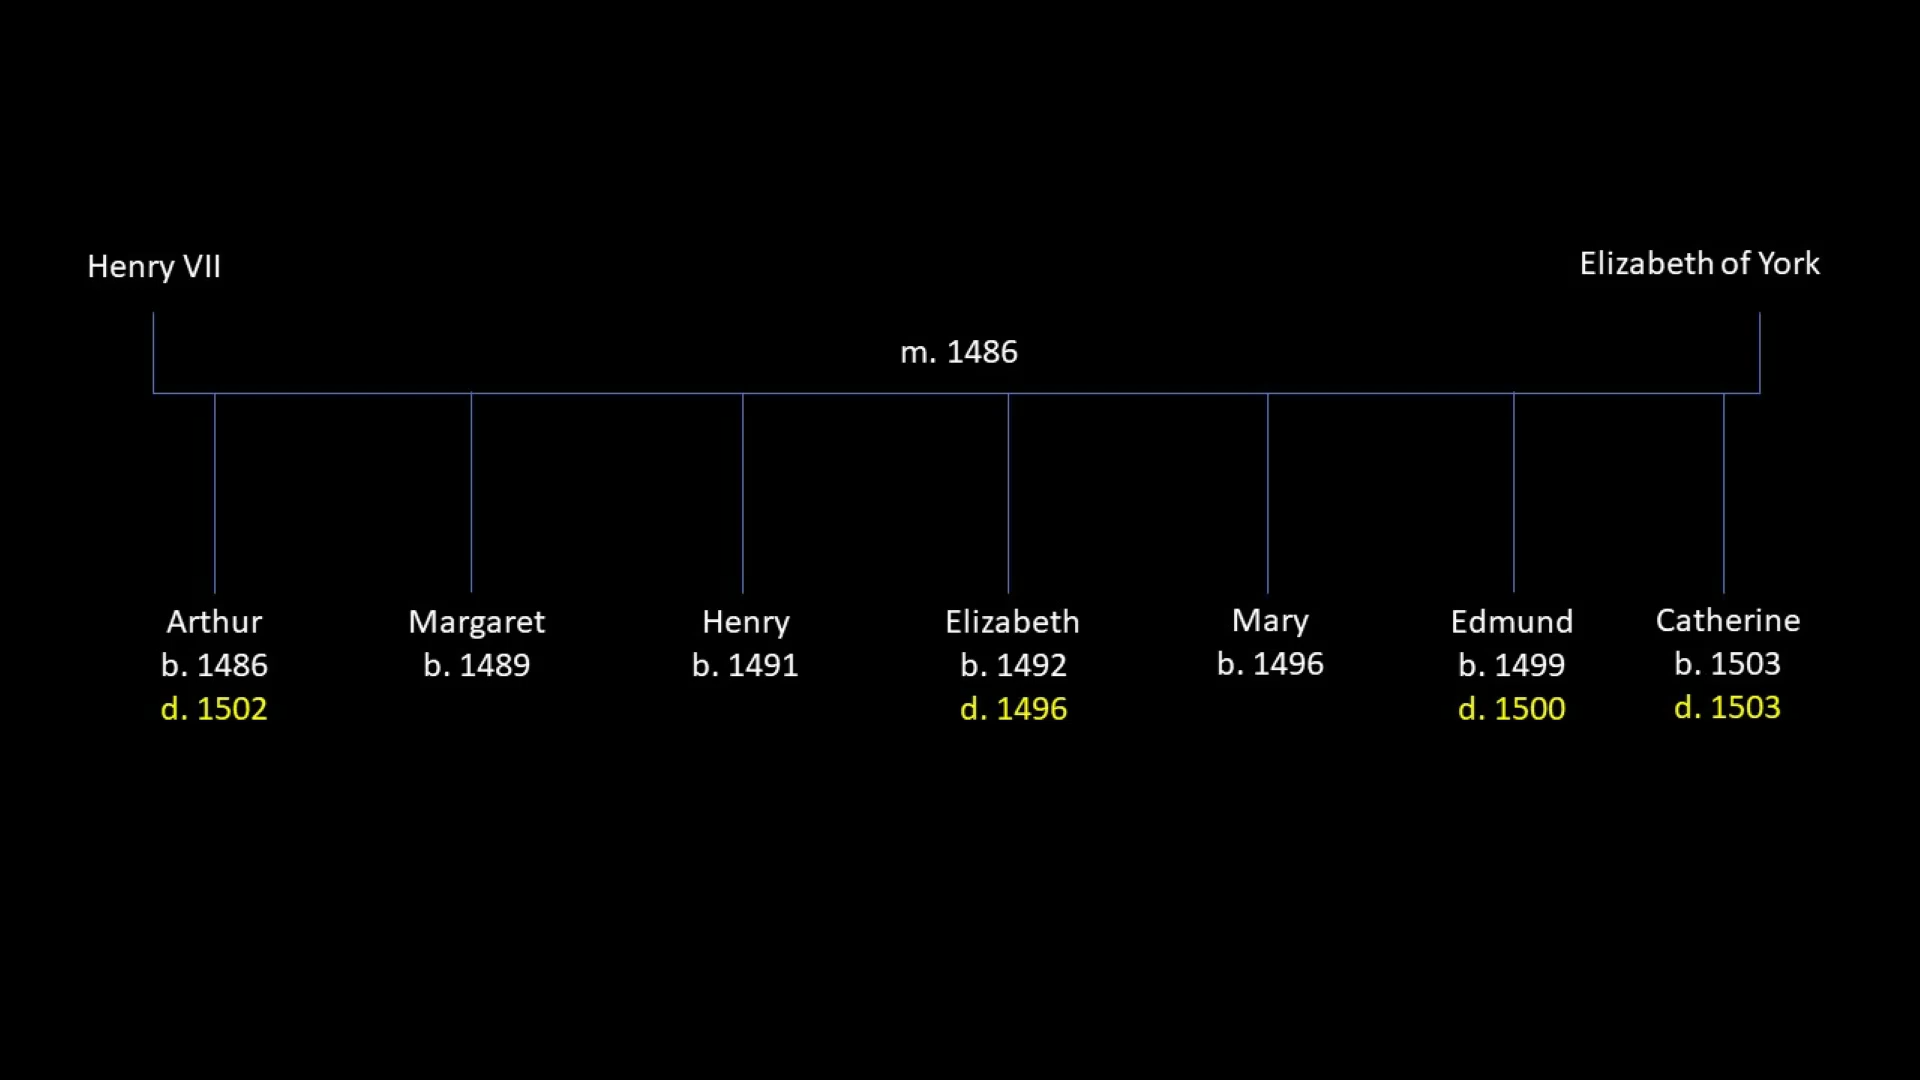 Henry VII
Elizabeth of York
m. 1486
Arthur
b. 1486
d. 1502
Margaret
b. 1489
Henry
b. 1491
Elizabeth
b. 1492
d. 1496
Mary
b. 1496
Edmund
b. 1499
d. 1500
Catherine
b. 1503
d. 1503